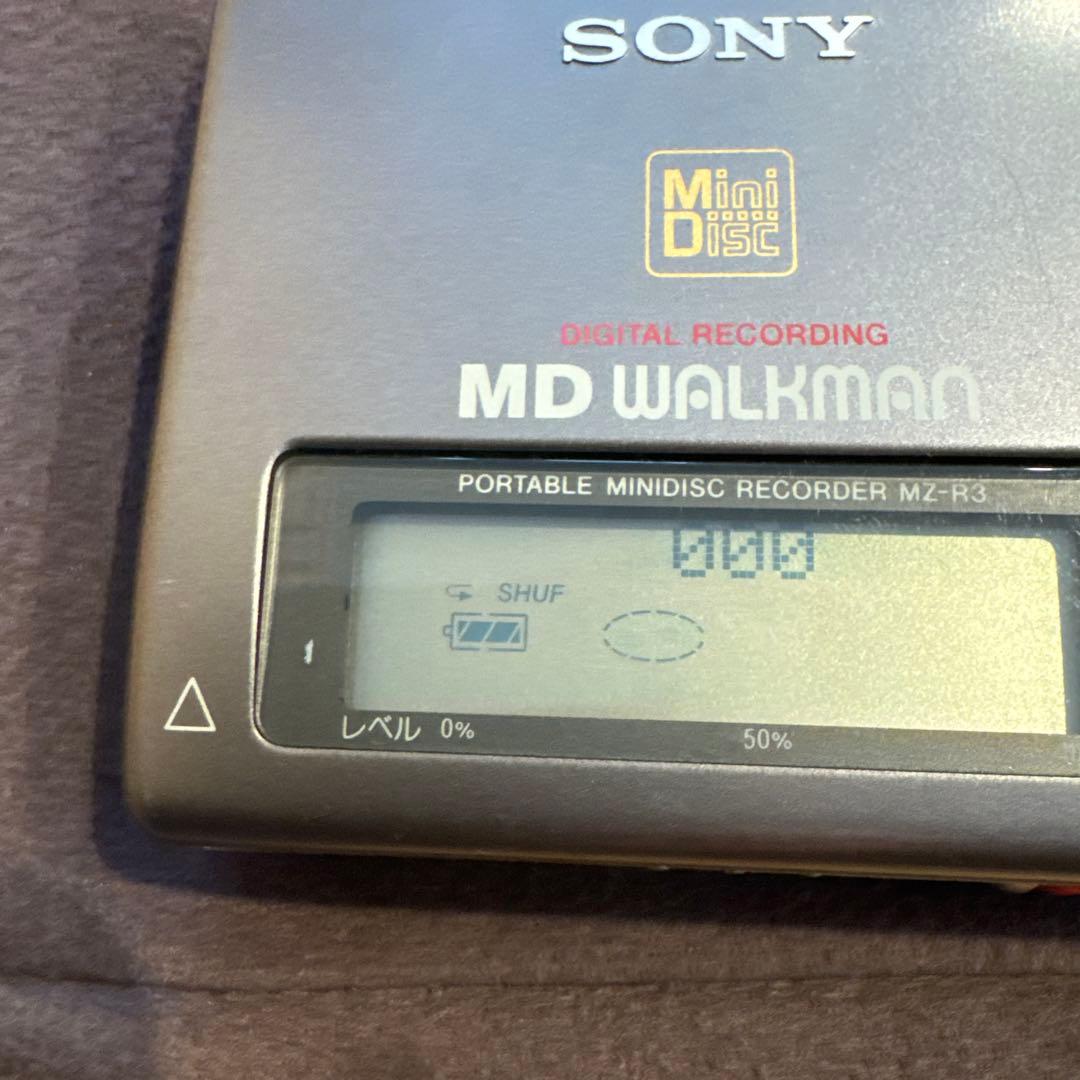 SONY
Mini
Disc
DIGITAL RECORDING
MD WALKMAN
PORTABLE MINIDISC RECORDER MZ-R3
000
SHUF
レベル 0% 50%